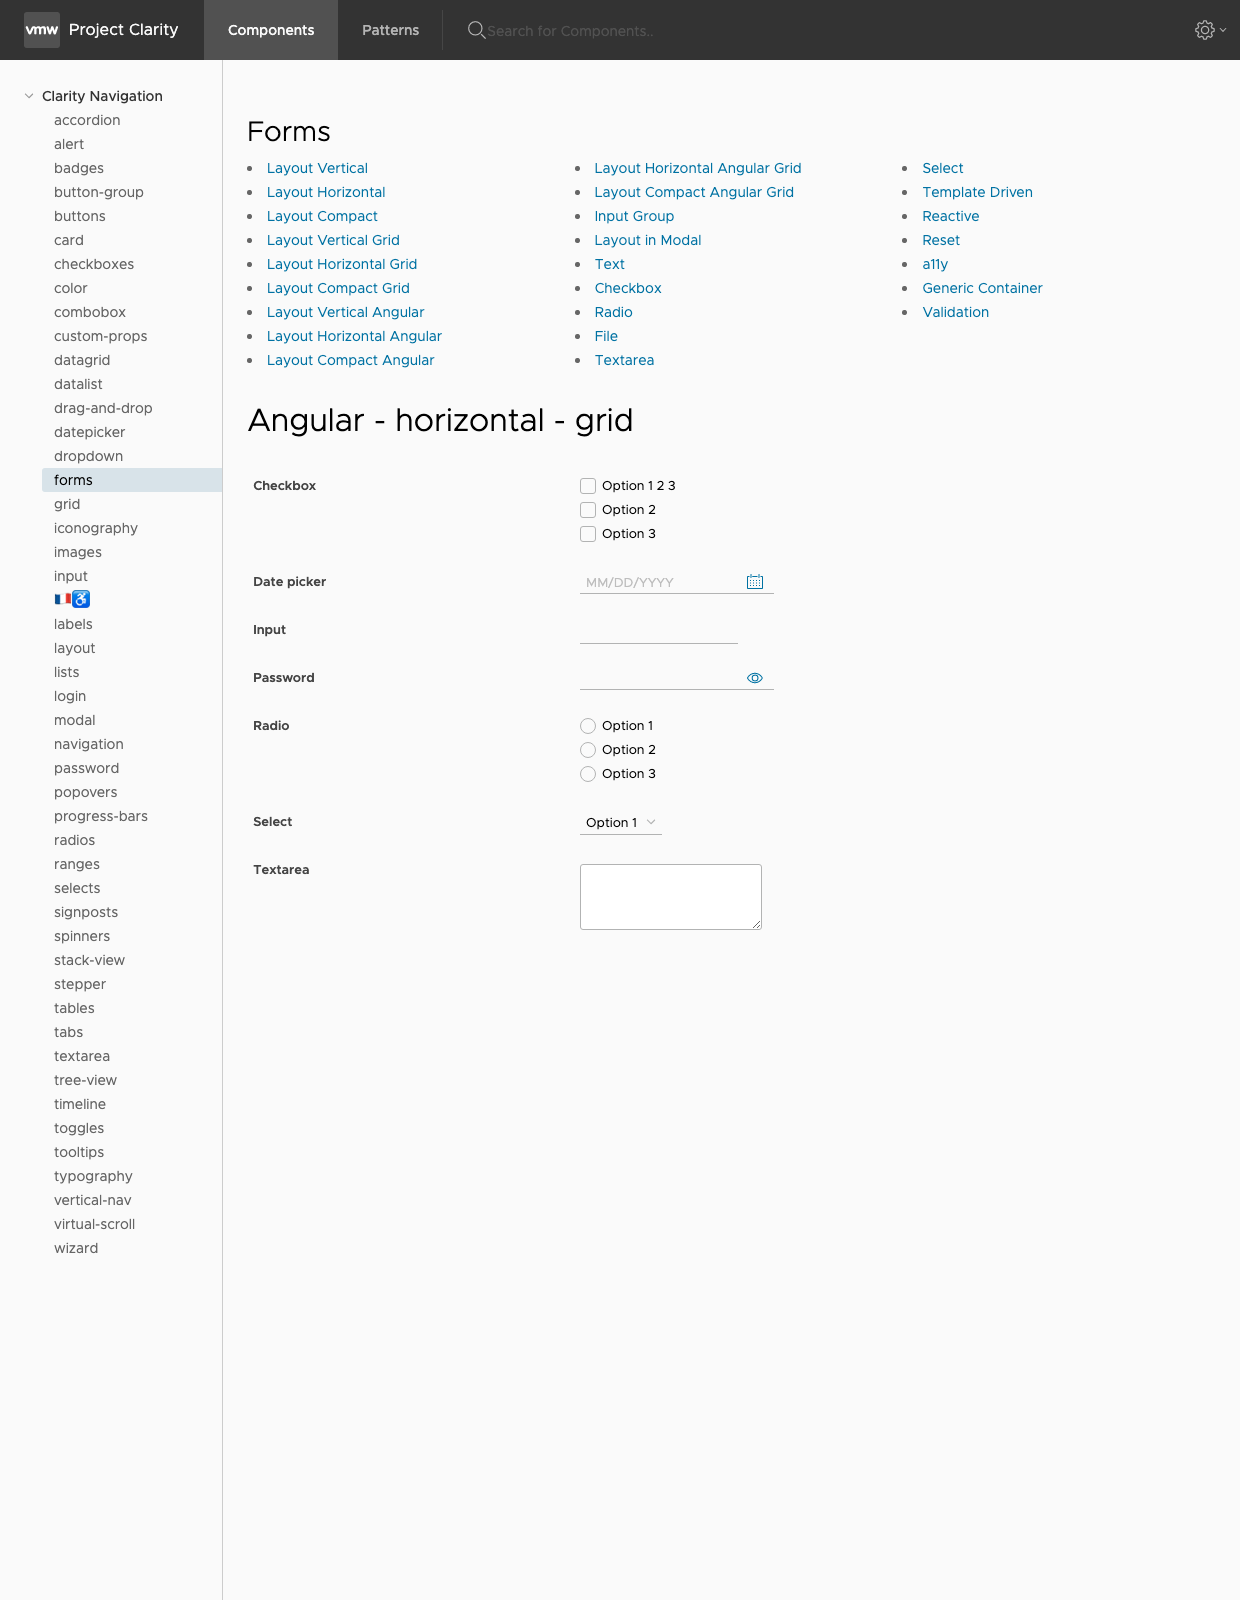 vmw Project Clarity Components Patterns Search for Components..
Clarity Navigation
accordion
alert
badges
button-group
buttons
card
checkboxes
color
combobox
custom-props
datagrid
datalist
drag-and-drop
datepicker
dropdown
forms
grid
iconography
images
input
🇫🇷♿
labels
layout
lists
login
modal
navigation
password
popovers
progress-bars
radios
ranges
selects
signposts
spinners
stack-view
stepper
tables
tabs
textarea
tree-view
timeline
toggles
tooltips
typography
vertical-nav
virtual-scroll
wizard
Forms
Layout Vertical
Layout Horizontal
Layout Compact
Layout Vertical Grid
Layout Horizontal Grid
Layout Compact Grid
Layout Vertical Angular
Layout Horizontal Angular
Layout Compact Angular
Layout Horizontal Angular Grid
Layout Compact Angular Grid
Input Group
Layout in Modal
Text
Checkbox
Radio
File
Textarea
Select
Template Driven
Reactive
Reset
a11y
Generic Container
Validation
Angular - horizontal - grid
Checkbox
Option 1 2 3
Option 2
Option 3
Date picker
MM/DD/YYYY
Input
Password
Radio
Option 1
Option 2
Option 3
Select
Option 1
Textarea